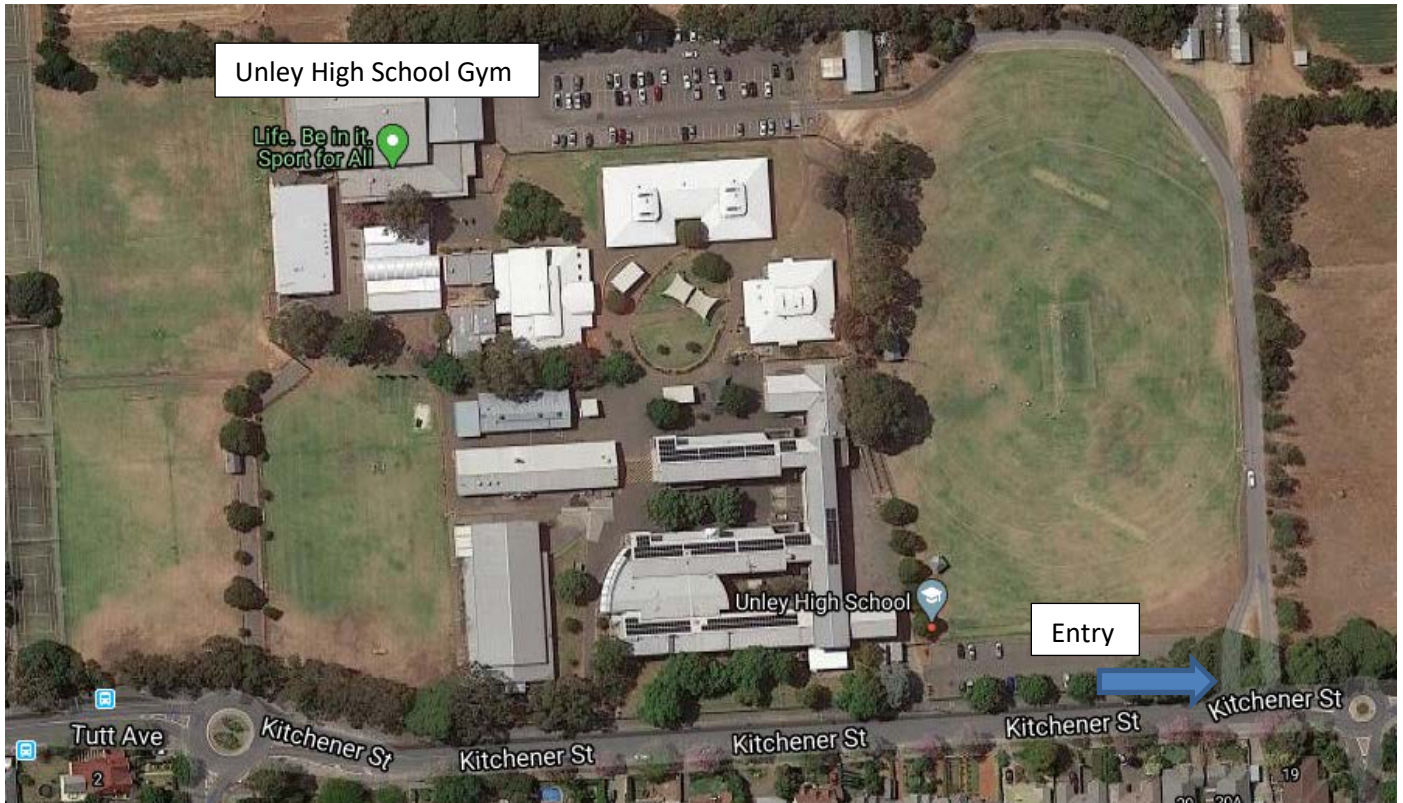 Unley High School Gym
Life. Be in it.
Sport for All
Unley High School
Entry
Kitchener St
Kitchener St
Kitchener St
Kitchener St
Kitchener St
Tutt Ave
2
19
20A